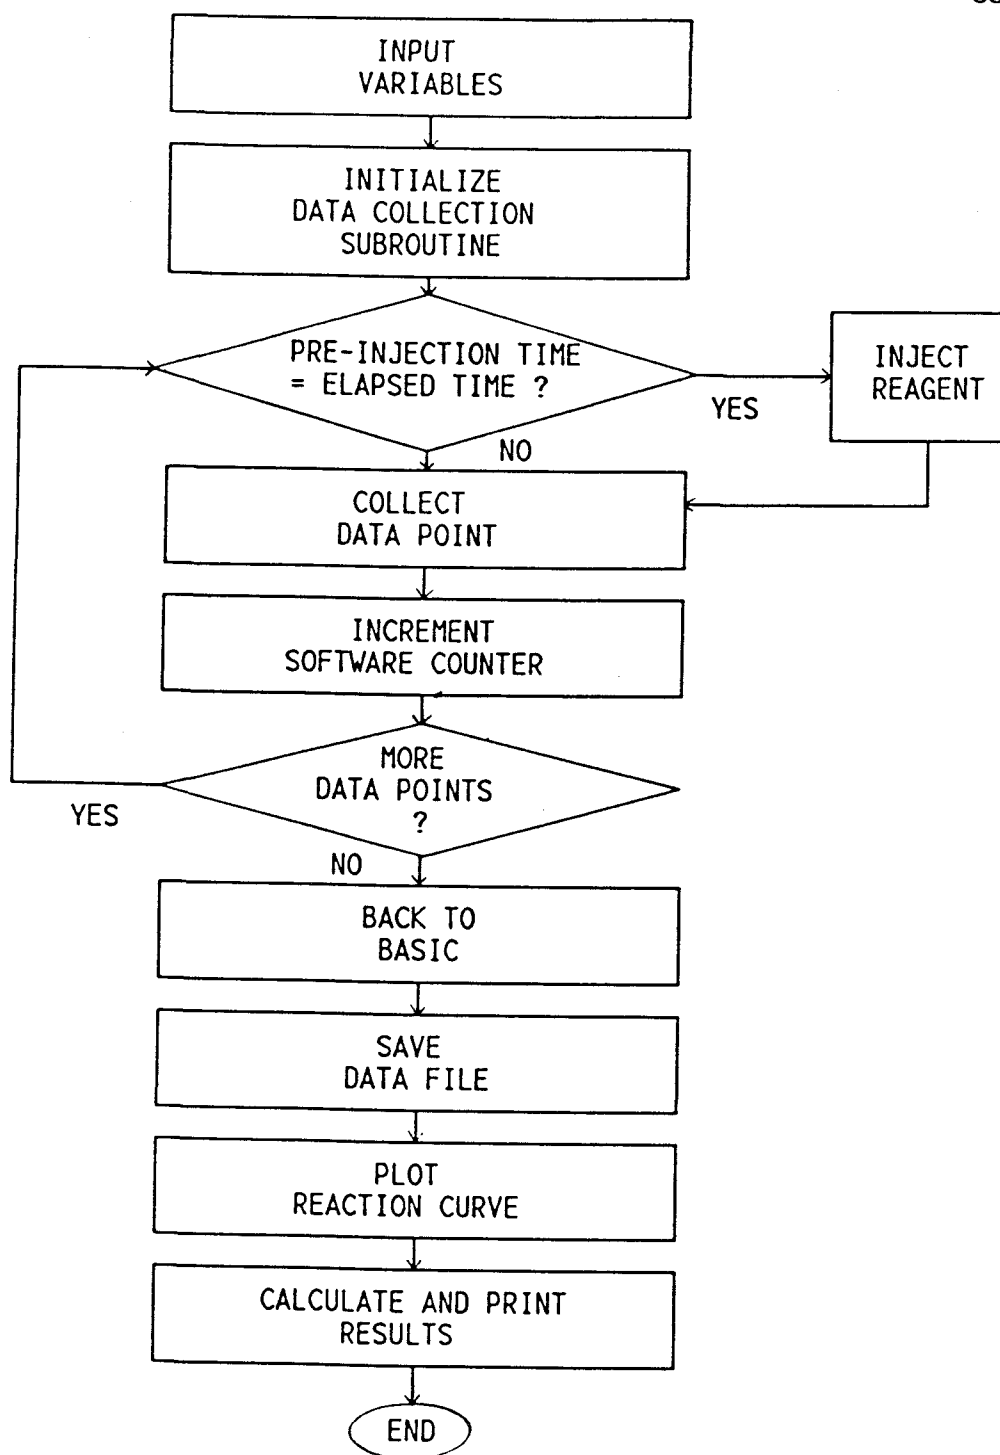 INPUT
VARIABLES
INITIALIZE
DATA COLLECTION
SUBROUTINE
PRE-INJECTION TIME
= ELAPSED TIME ?
YES
INJECT
REAGENT
NO
COLLECT
DATA POINT
INCREMENT
SOFTWARE COUNTER
MORE
DATA POINTS
?
YES
NO
BACK TO
BASIC
SAVE
DATA FILE
PLOT
REACTION CURVE
CALCULATE AND PRINT
RESULTS
END